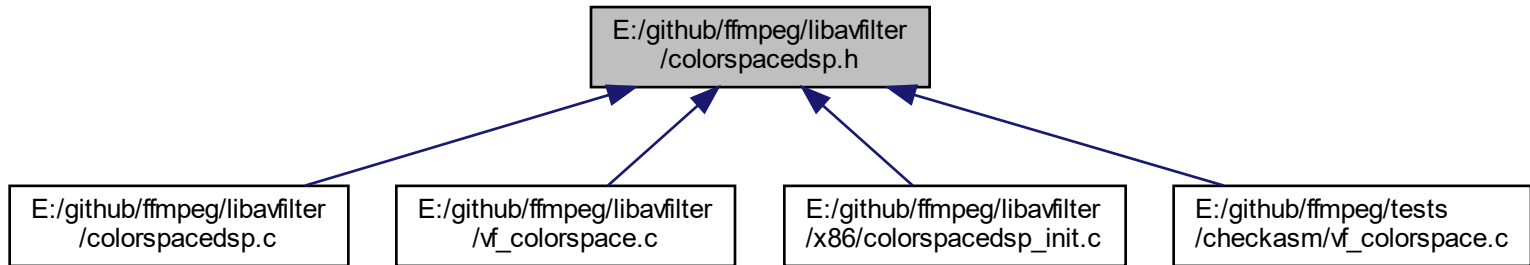 E:/github/ffmpeg/libavfilter
/colorspacedsp.h
E:/github/ffmpeg/libavfilter
/colorspacedsp.c
E:/github/ffmpeg/libavfilter
/vf_colorspace.c
E:/github/ffmpeg/libavfilter
/x86/colorspacedsp_init.c
E:/github/ffmpeg/tests
/checkasm/vf_colorspace.c